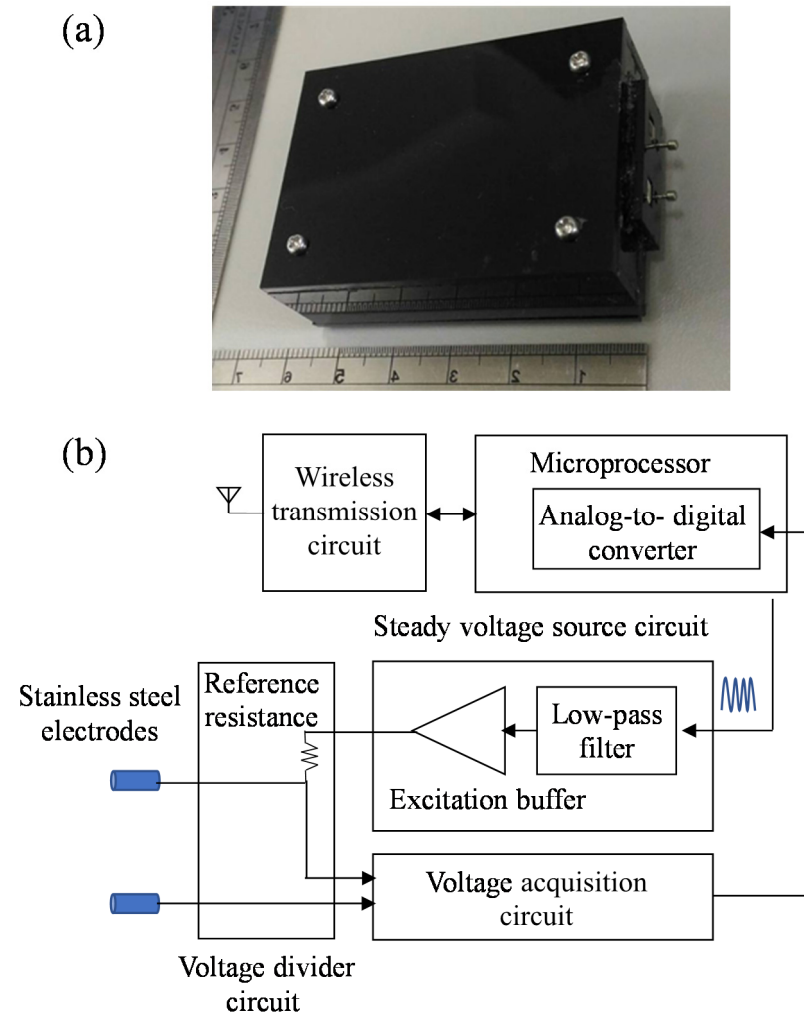 (a)
7 6 5 4 3 2 1
(b)
Wireless
transmission
circuit
Microprocessor
Analog-to- digital
converter
Steady voltage source circuit
Stainless steel
electrodes
Reference
resistance
Low-pass
filter
Excitation buffer
Voltage acquisition
circuit
Voltage divider
circuit